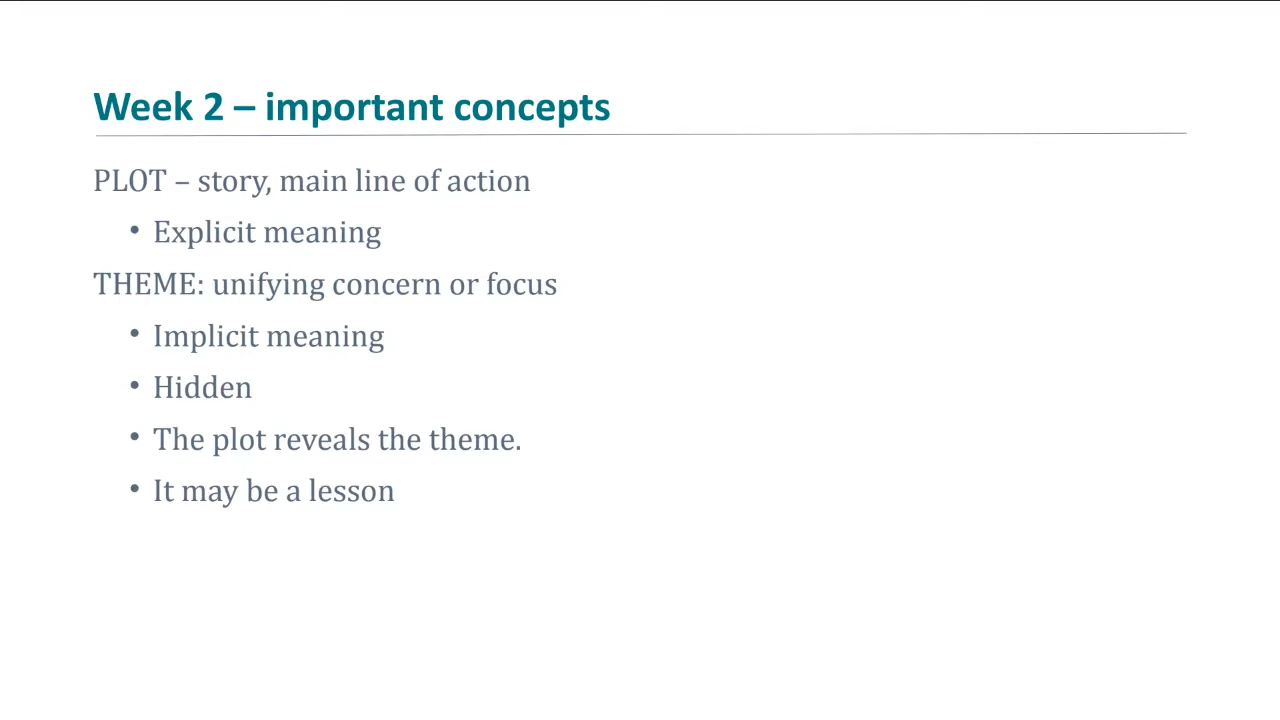 Week 2 – important concepts
PLOT – story, main line of action
• Explicit meaning
THEME: unifying concern or focus
• Implicit meaning
• Hidden
• The plot reveals the theme.
• It may be a lesson